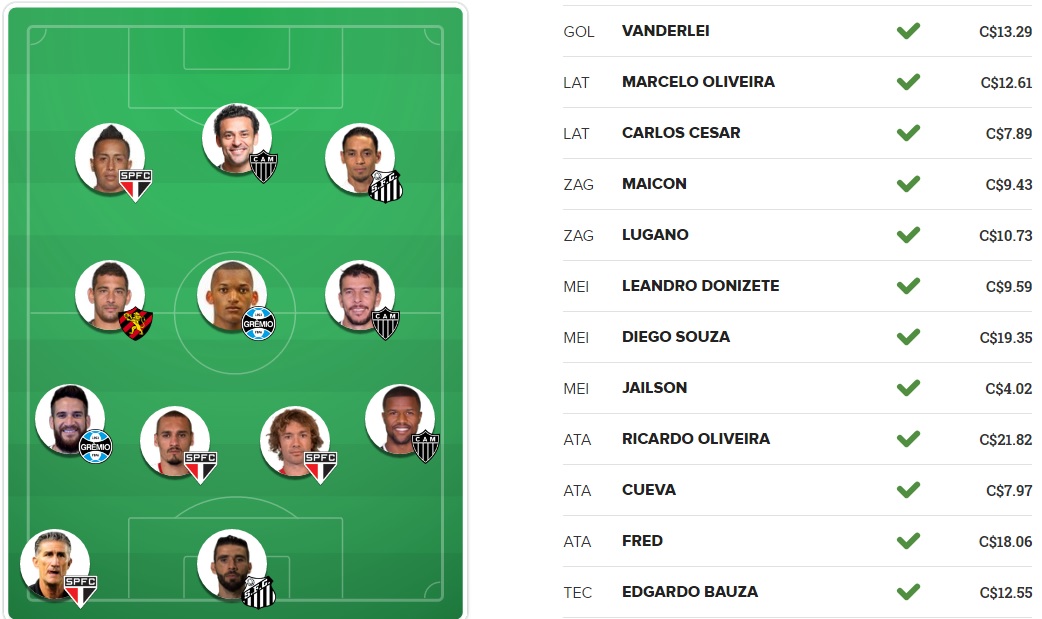 SPFC
CAM
S.F.C.
GRÊMIO
CAM
GRÊMIO
SPFC
SPFC
CAM
SPFC
S.F.C.
GOL VANDERLEI C$13.29
LAT MARCELO OLIVEIRA C$12.61
LAT CARLOS CESAR C$7.89
ZAG MAICON C$9.43
ZAG LUGANO C$10.73
MEI LEANDRO DONIZETE C$9.59
MEI DIEGO SOUZA C$19.35
MEI JAILSON C$4.02
ATA RICARDO OLIVEIRA C$21.82
ATA CUEVA C$7.97
ATA FRED C$18.06
TEC EDGARDO BAUZA C$12.55